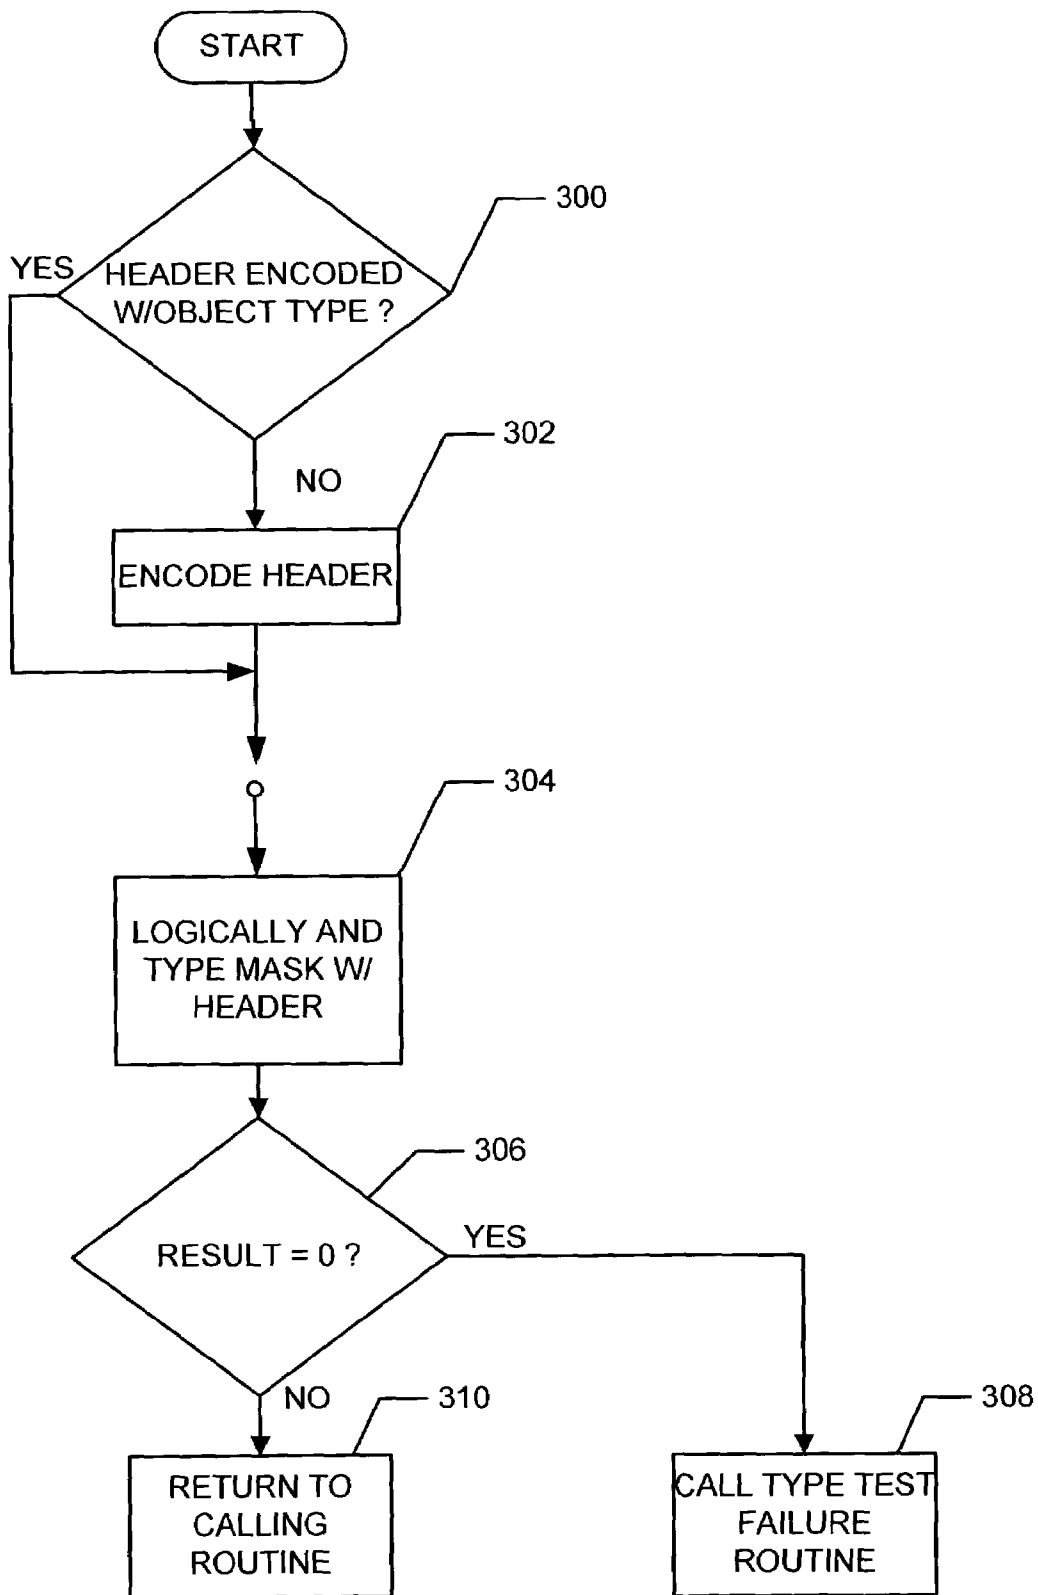 START
300
YES
HEADER ENCODED
W/OBJECT TYPE ?
302
NO
ENCODE HEADER
304
LOGICALLY AND
TYPE MASK W/
HEADER
306
YES
RESULT = 0 ?
NO
310
308
RETURN TO
CALLING
ROUTINE
CALL TYPE TEST
FAILURE
ROUTINE